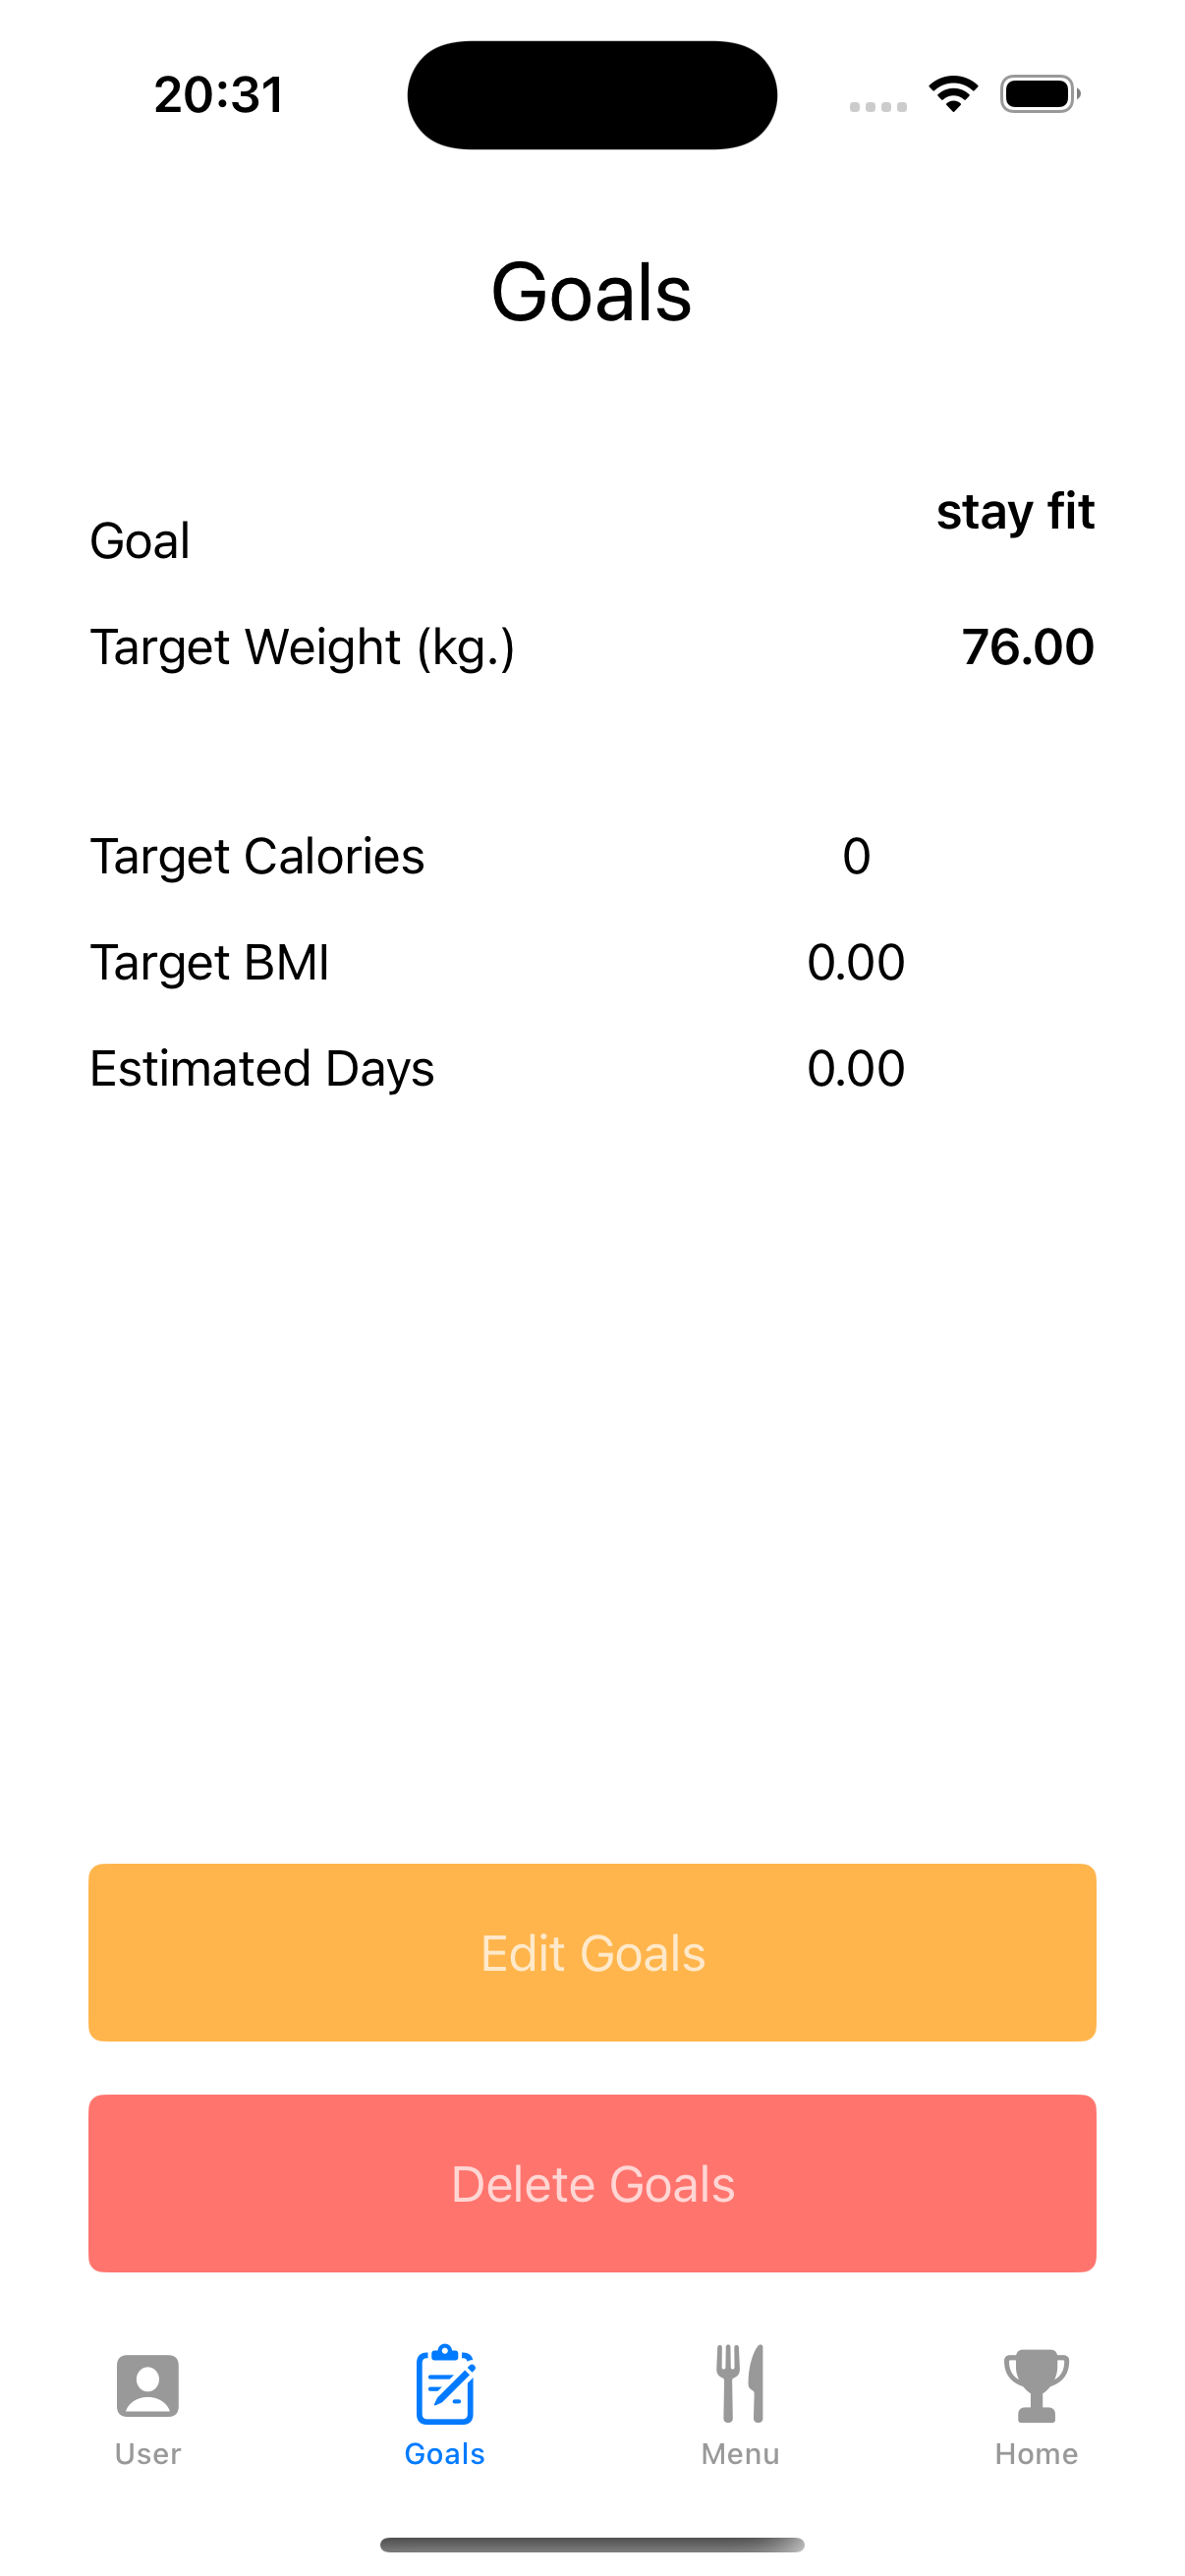 20:31
Goals
Goal stay fit
Target Weight (kg.) 76.00
Target Calories 0
Target BMI 0.00
Estimated Days 0.00
Edit Goals
Delete Goals
User Goals Menu Home